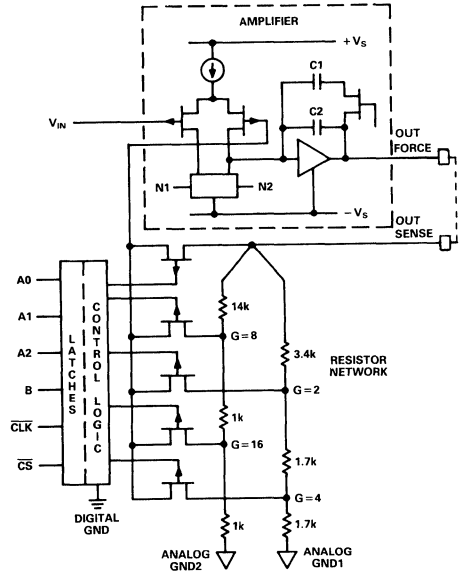 AMPLIFIER
+VS
C1
C2
VIN
OUT
FORCE
N1
N2
−VS
OUT
SENSE
A0
A1
A2
B
CLK
CS
LATCHES
CONTROL LOGIC
14k
G=8
3.4k
RESISTOR
NETWORK
G=2
1k
G=16
1.7k
G=4
1k
1.7k
DIGITAL
GND
ANALOG
GND2
ANALOG
GND1